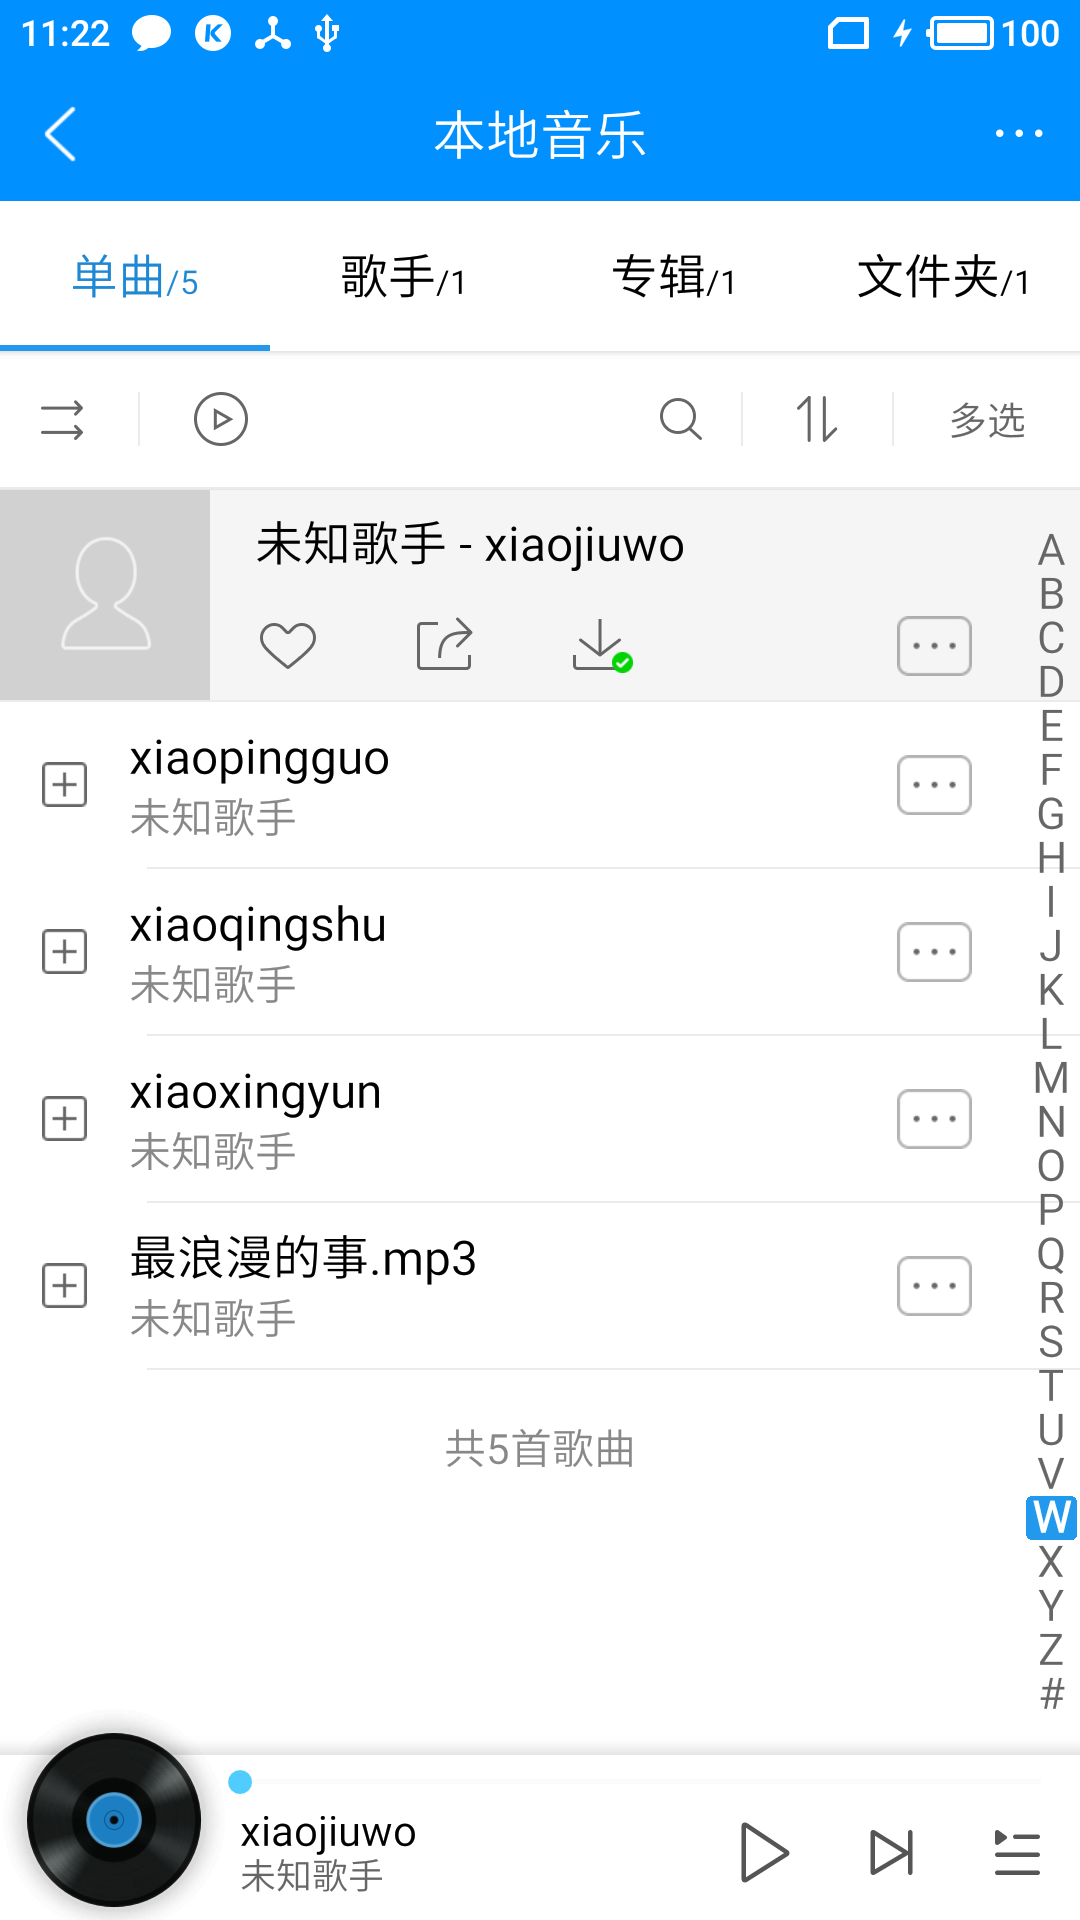 11:22 100
本地音乐
单曲/5 歌手/1 专辑/1 文件夹/1
多选
未知歌手 - xiaojiuwo
xiaopingguo
未知歌手
xiaoqingshu
未知歌手
xiaoxingyun
未知歌手
最浪漫的事.mp3
未知歌手
共5首歌曲
A
B
C
D
E
F
G
H
I
J
K
L
M
N
O
P
Q
R
S
T
U
V
W
X
Y
Z
#
xiaojiuwo
未知歌手